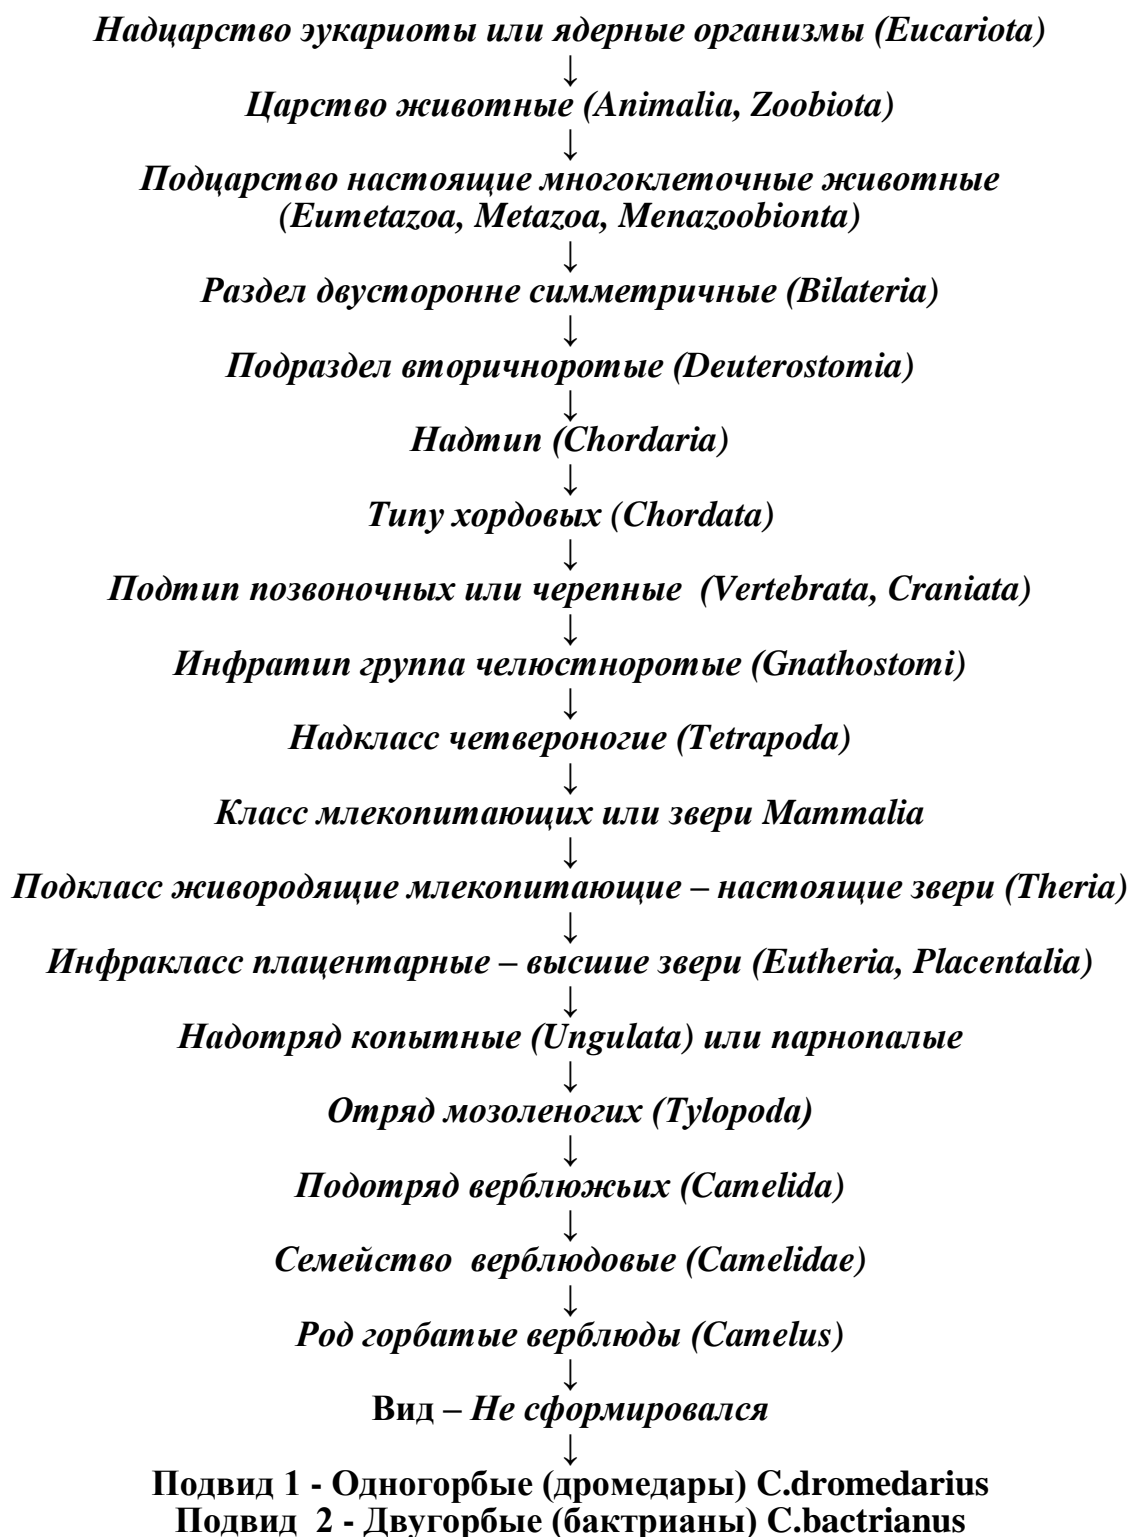 Надцарство эукариоты или ядерные организмы (Eucariota)
↓
Царство животные (Animalia, Zoobiota)
↓
Подцарство настоящие многоклеточные животные
(Eumetazoa, Metazoa, Menazoobionta)
↓
Раздел двусторонне симметричные (Bilateria)
↓
Подраздел вторичноротые (Deuterostomia)
↓
Надтип (Chordaria)
↓
Типу хордовых (Chordata)
↓
Подтип позвоночных или черепные (Vertebrata, Craniata)
↓
Инфратип группа челюстноротые (Gnathostomi)
↓
Надкласс четвероногие (Tetrapoda)
↓
Класс млекопитающих или звери Mammalia
↓
Подкласс живородящие млекопитающие – настоящие звери (Theria)
↓
Инфракласс плацентарные – высшие звери (Eutheria, Placentalia)
↓
Надотряд копытные (Ungulata) или парнопалые
↓
Отряд мозоленогих (Tylopoda)
↓
Подотряд верблюжьих (Camelida)
↓
Семейство верблюдовые (Camelidae)
↓
Род горбатые верблюды (Camelus)
↓
Вид – Не сформировался
↓
Подвид 1 - Одногорбые (дромедары) C.dromedarius
Подвид 2 - Двугорбые (бактрианы) C.bactrianus